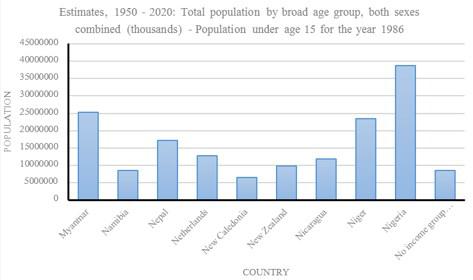 Estimates, 1950 - 2020: Total population by broad age group, both sexes
combined (thousands) - Population under age 15 for the year 1986
POPULATION
45000000
40000000
35000000
30000000
25000000
20000000
15000000
10000000
5000000
0
Myanmar
Namibia
Nepal
Netherlands
New Caledonia
New Zealand
Nicaragua
Niger
Nigeria
No income group...
COUNTRY